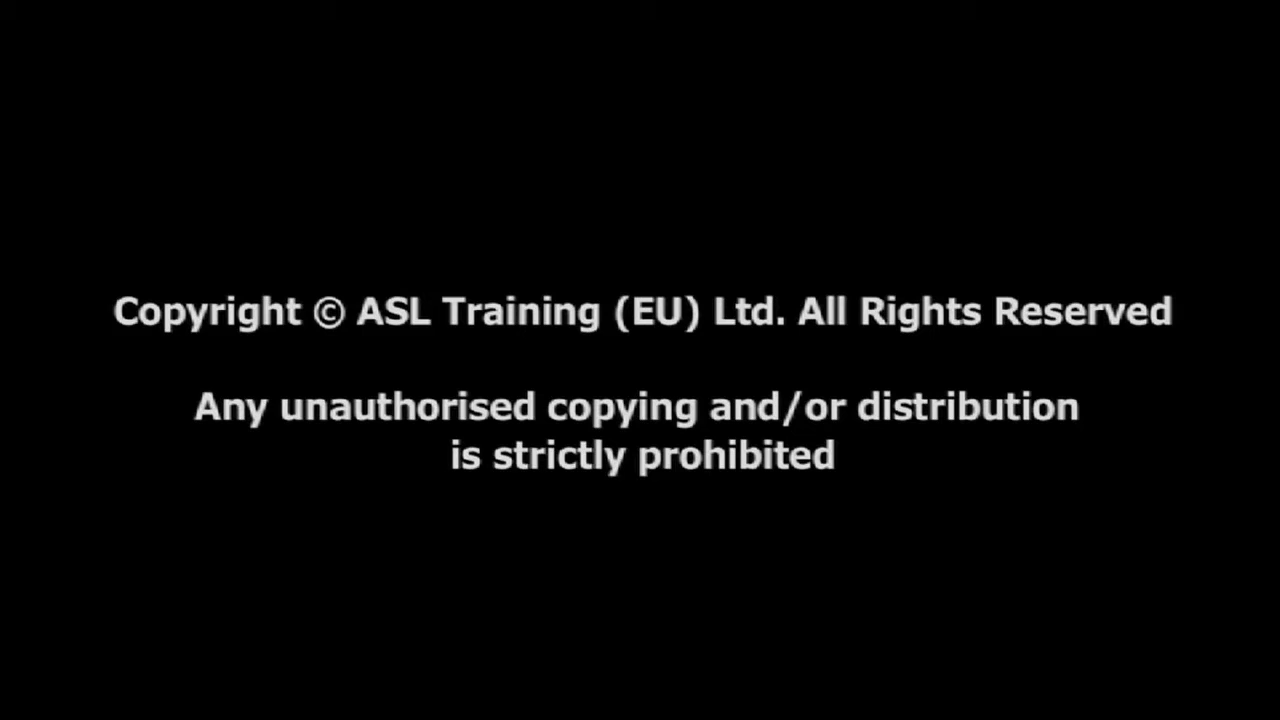 Copyright © ASL Training (EU) Ltd. All Rights Reserved
Any unauthorised copying and/or distribution
is strictly prohibited